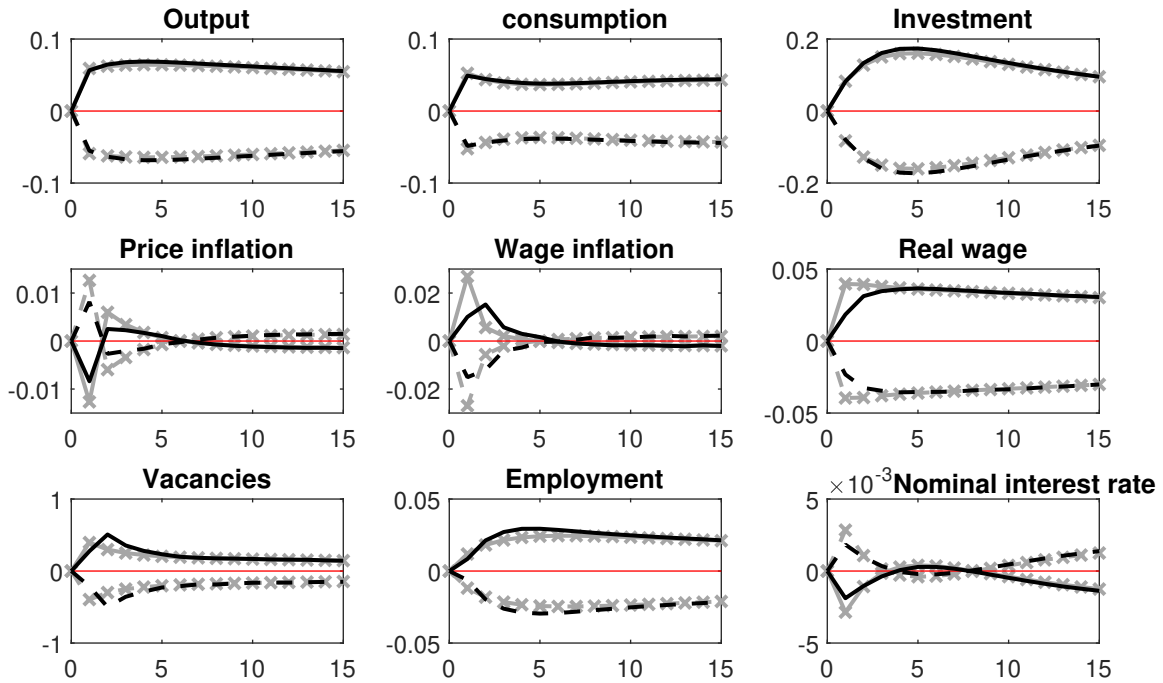 Output consumption Investment
0.1 0.1 0.2
0 0 0
-0.1 -0.1 -0.2
0 5 10 15 0 5 10 15 0 5 10 15
Price inflation Wage inflation Real wage
0.01 0.02 0.05
0 0 0
-0.01 -0.02 -0.05
0 5 10 15 0 5 10 15 0 5 10 15
Vacancies Employment ×10-3 Nominal interest rate
1 0.05 5
0 0 0
-1 -0.05 -5
0 5 10 15 0 5 10 15 0 5 10 15